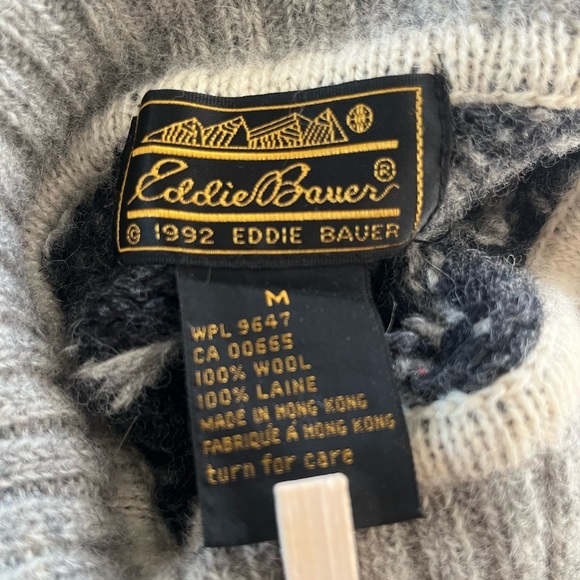 Eddie Bauer®
© 1992 EDDIE BAUER
M
WPL 9647
CA 00665
100% WOOL
100% LAINE
MADE IN HONG KONG
FABRIQUÉ À HONG KONG
turn for care